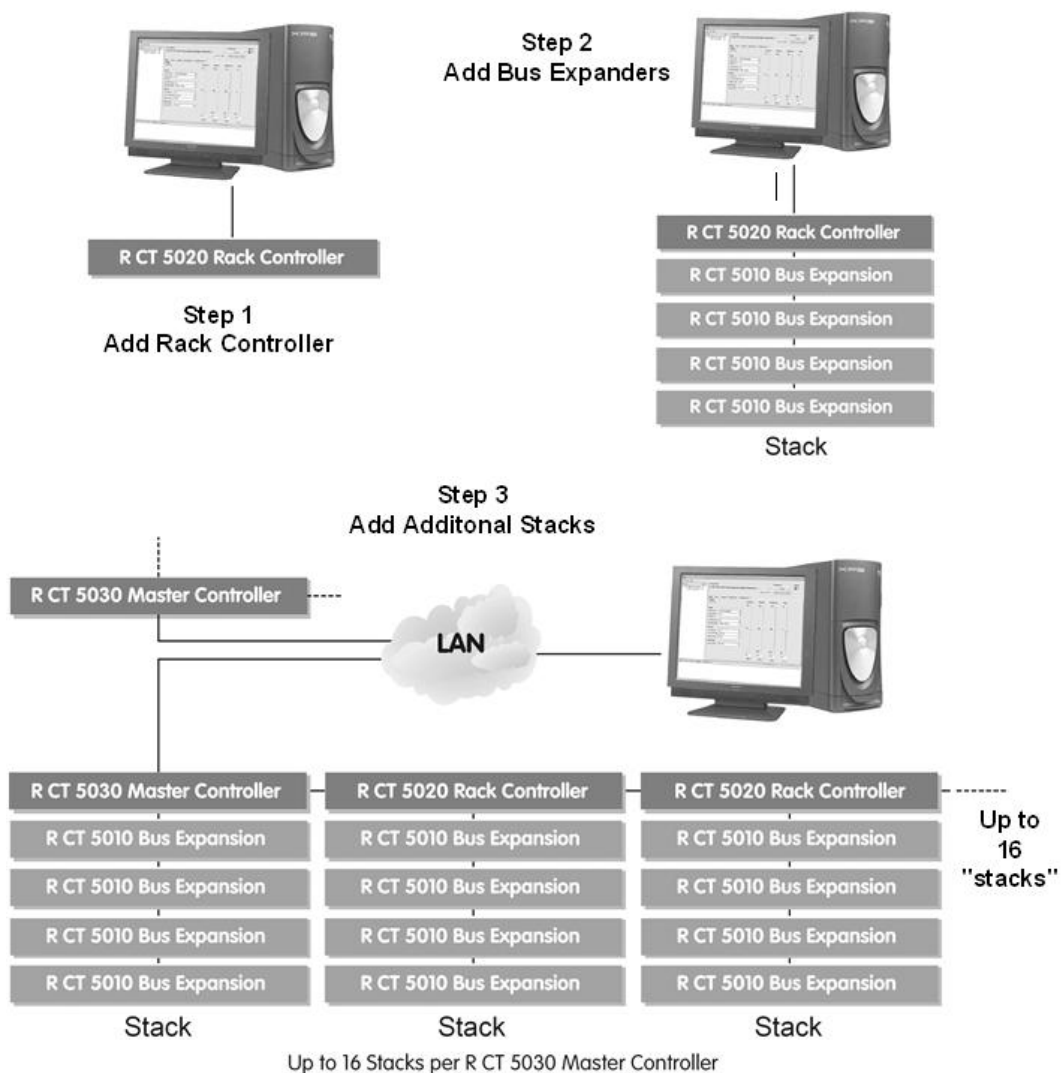 Step 2
Add Bus Expanders
R CT 5020 Rack Controller
Step 1
Add Rack Controller
R CT 5020 Rack Controller
R CT 5010 Bus Expansion
R CT 5010 Bus Expansion
R CT 5010 Bus Expansion
R CT 5010 Bus Expansion
Stack
Step 3
Add Additonal Stacks
R CT 5030 Master Controller
LAN
R CT 5030 Master Controller
R CT 5010 Bus Expansion
R CT 5010 Bus Expansion
R CT 5010 Bus Expansion
R CT 5010 Bus Expansion
Stack
R CT 5020 Rack Controller
R CT 5010 Bus Expansion
R CT 5010 Bus Expansion
R CT 5010 Bus Expansion
R CT 5010 Bus Expansion
Stack
R CT 5020 Rack Controller
R CT 5010 Bus Expansion
R CT 5010 Bus Expansion
R CT 5010 Bus Expansion
R CT 5010 Bus Expansion
Stack
Up to
16
"stacks"
Up to 16 Stacks per R CT 5030 Master Controller